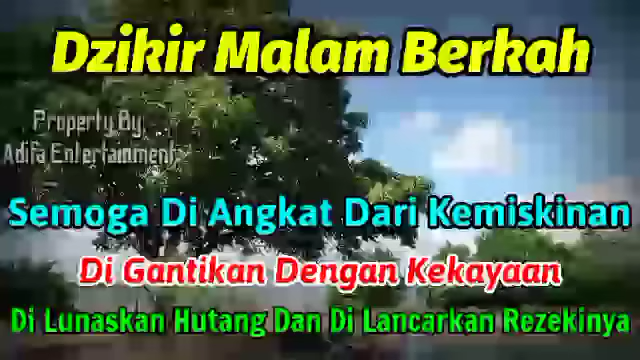 Dzikir Malam Berkah
Property By
Adifa Entertainment
Semoga Di Angkat Dari Kemiskinan
Di Gantikan Dengan Kekayaan
Di Lunaskan Hutang Dan Di Lancarkan Rezekinya